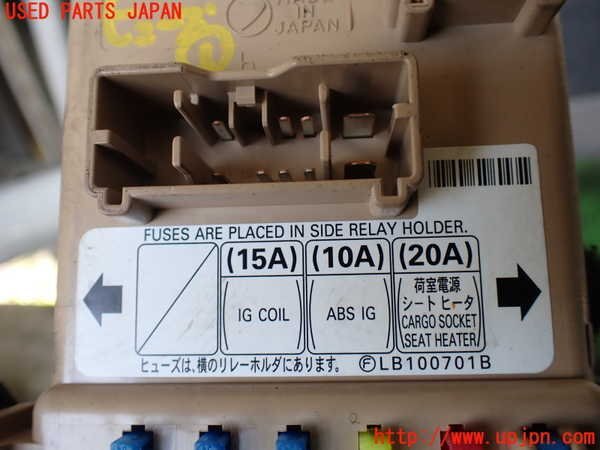 USED PARTS JAPAN
MADE
IN
JAPAN
h
FUSES ARE PLACED IN SIDE RELAY HOLDER.
(15A) (10A) (20A)
荷室電源
シートヒータ
(IG COIL) (ABS IG) (CARGO SOCKET
SEAT HEATER)
ヒューズは、横のリレーホルダにあります。 ⒻLB100701B
2
http://www.upjpn.com/